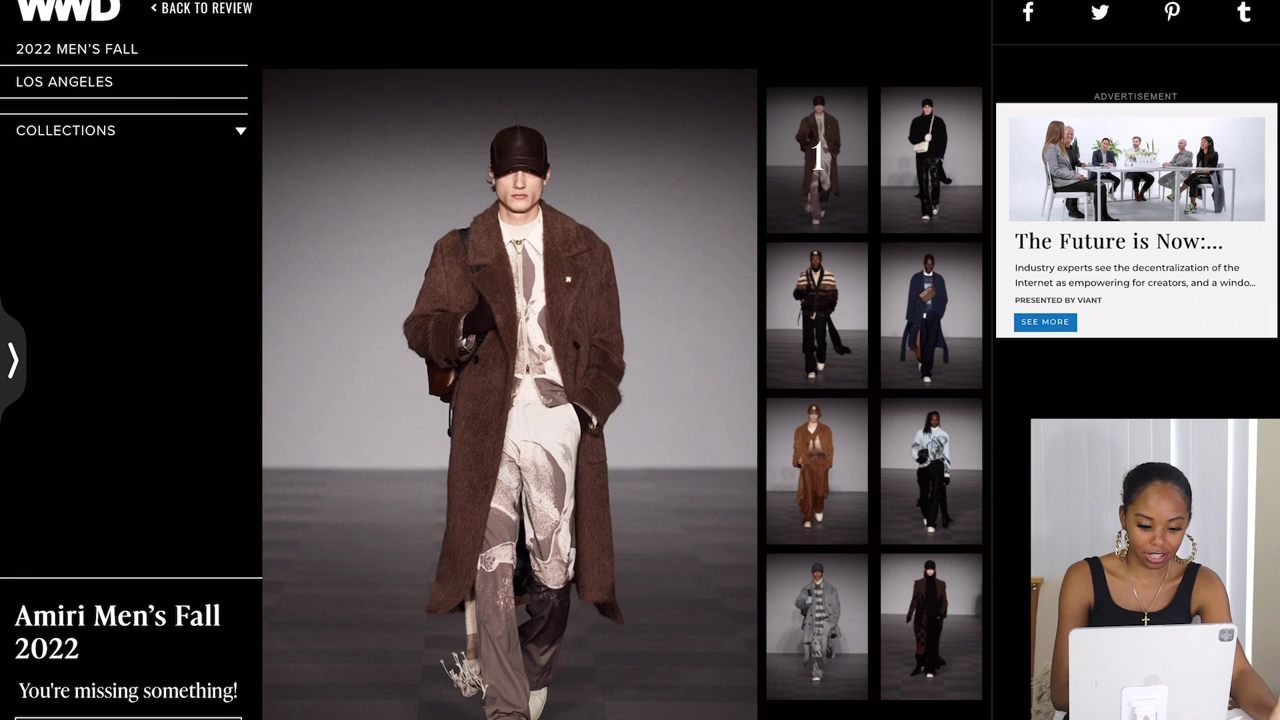 WWD
< BACK TO REVIEW
2022 MEN'S FALL
LOS ANGELES
COLLECTIONS
Amiri Men's Fall
2022
You're missing something!
1
ADVERTISEMENT
The Future is Now:...
Industry experts see the decentralization of the
Internet as empowering for creators, and a windo...
PRESENTED BY VIANT
SEE MORE